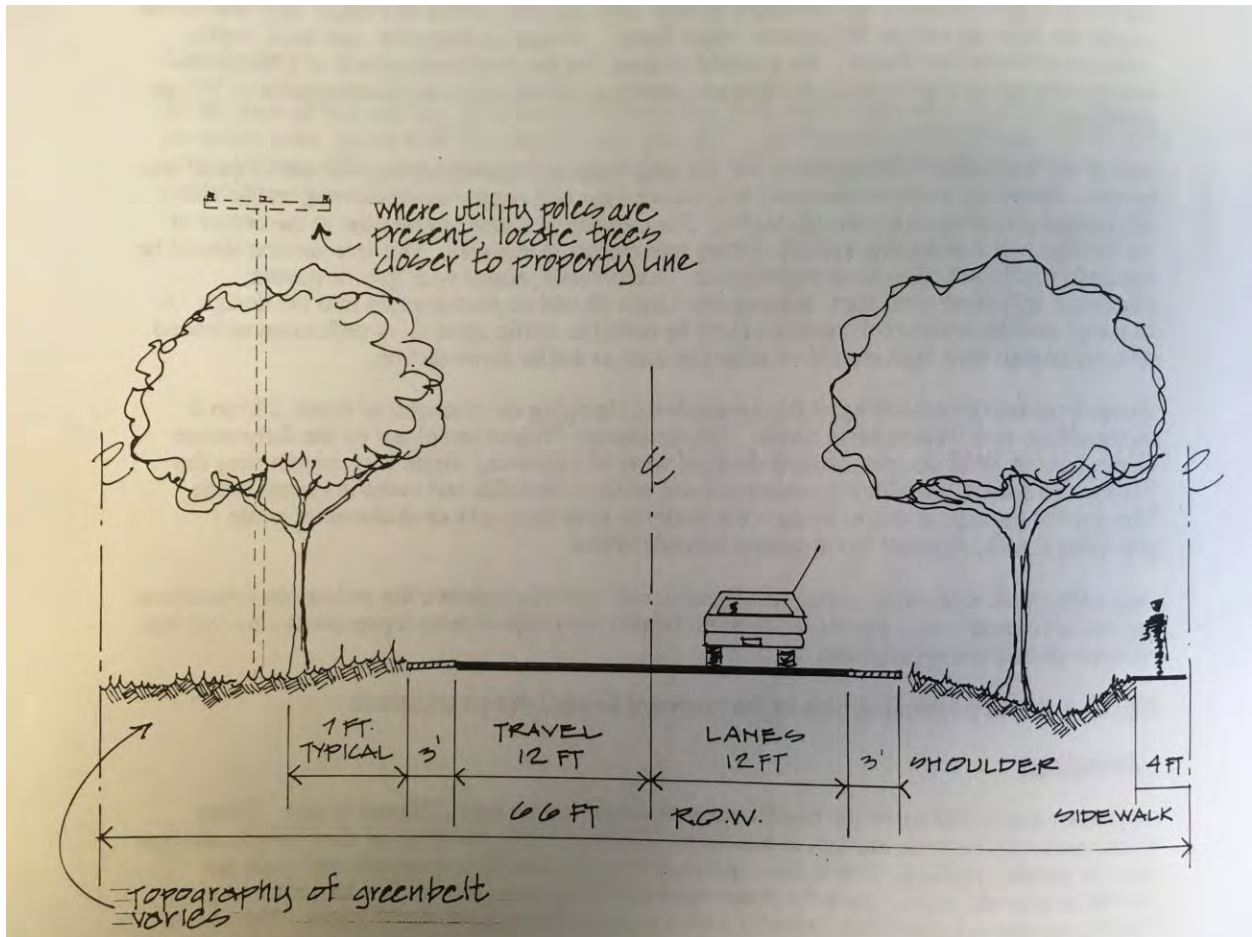 where utility poles are
present, locate trees
closer to property line
7 FT.
TYPICAL
3'
TRAVEL
12 FT
LANES
12 FT
3'
SHOULDER
4 FT
66 FT
R.O.W.
SIDEWALK
Topography of greenbelt
varies